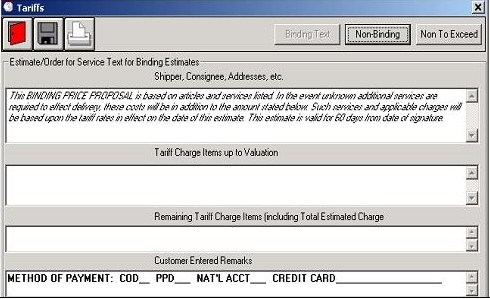 Tariffs
Binding Text
Non-Binding
Non To Exceed
Estimate/Order for Service Text for Binding Estimates
Shipper, Consignee, Addresses, etc.
This BINDING PRICE PROPOSAL is based on articles and services listed. In the event unknown additional services are
required to effect delivery, these costs will be in addition to the amount stated below. Such services and applicable charges will
be based upon the tariff rates in effect on the date of this estimate. This estimate is valid for 60 days from date of signature.
Tariff Charge Items up to Valuation
Remaining Tariff Charge Items (including Total Estimated Charge
Customer Entered Remarks
METHOD OF PAYMENT: COD__ PPD___ NAT'L ACCT___ CREDIT CARD____________________